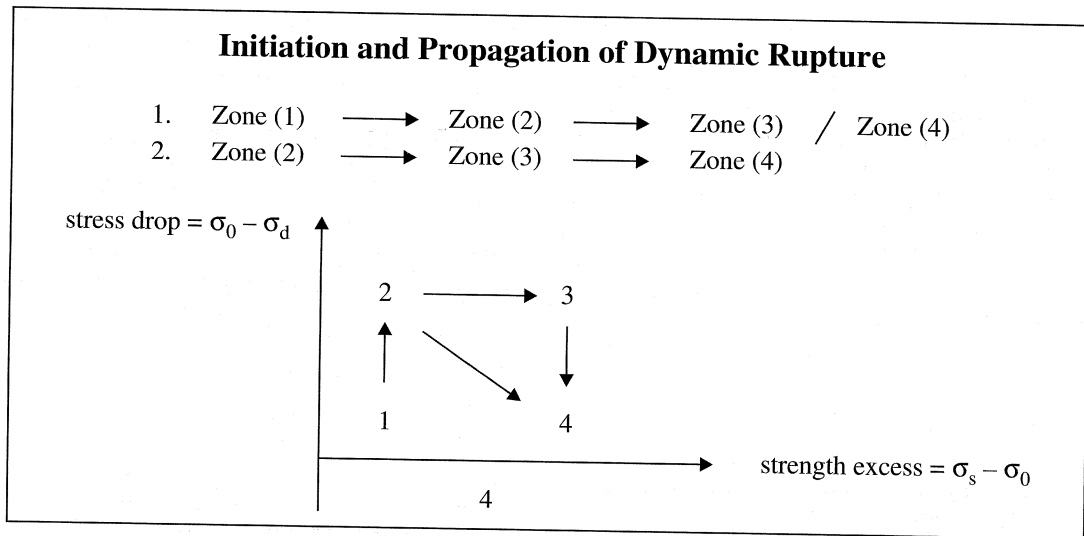 Initiation and Propagation of Dynamic Rupture
1. Zone (1) → Zone (2) → Zone (3) / Zone (4)
2. Zone (2) → Zone (3) → Zone (4)
stress drop = σ₀ – σd
2 → 3
1 4
strength excess = σs – σ₀
4